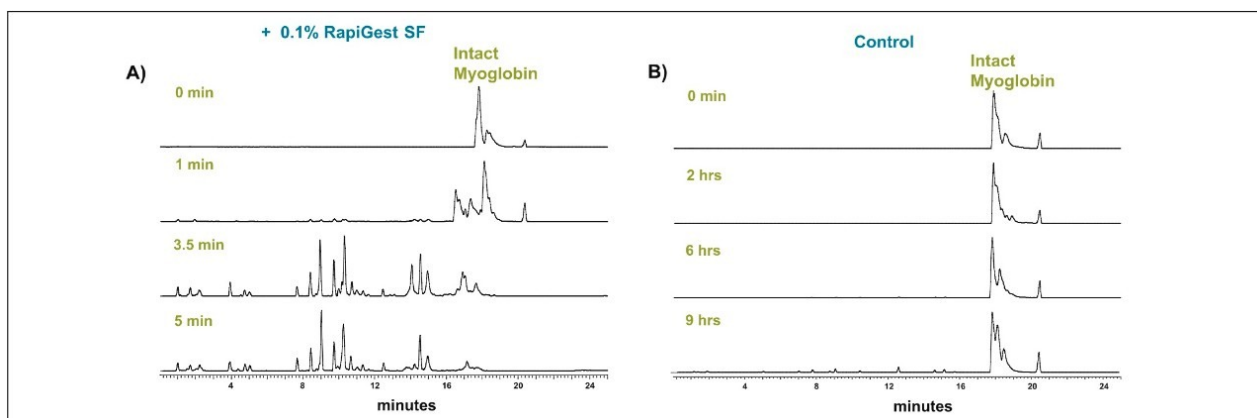 + 0.1% RapiGest SF
A)
Intact
Myoglobin
0 min
1 min
3.5 min
5 min
4 8 12 16 20 24
minutes
Control
B)
Intact
Myoglobin
0 min
2 hrs
6 hrs
9 hrs
4 8 12 16 20 24
minutes